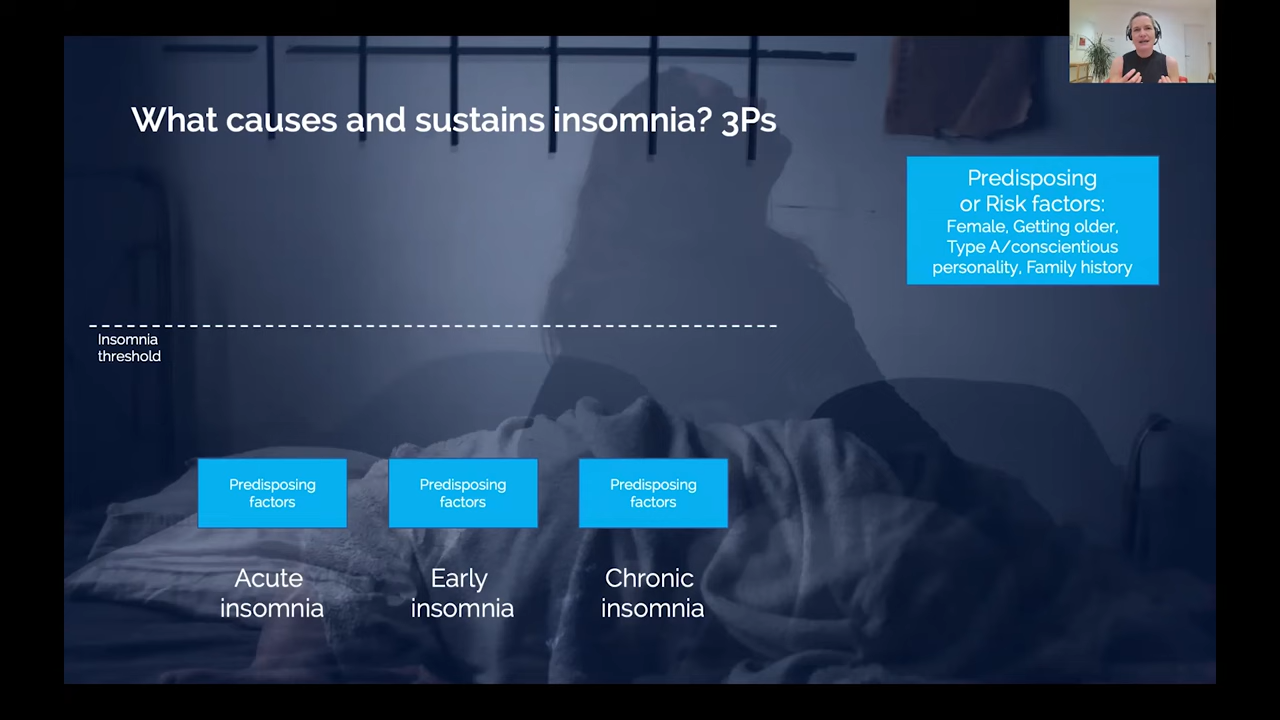 What causes and sustains insomnia? 3Ps
Predisposing
or Risk factors:
Female, Getting older,
Type A/conscientious
personality, Family history
Insomnia
threshold
Predisposing
factors
Predisposing
factors
Predisposing
factors
Acute
insomnia
Early
insomnia
Chronic
insomnia